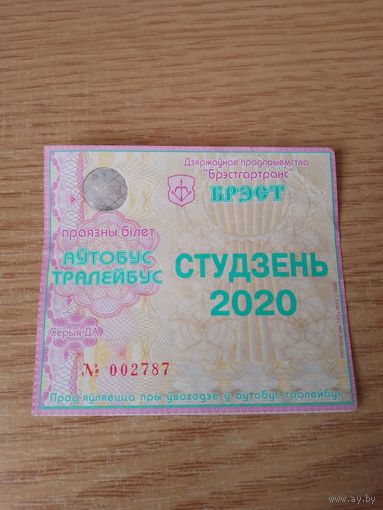 Дзяржаўнае прадпрыемства
"Брэстгартранс"
БРЭСТ
праязны білет
АЎТОБУС
ТРАЛЕЙБУС
СТУДЗЕНЬ
2020
Серыя ДА
№ 002787
Прад'яўляецца пры ўваходзе ў аўтобус тралейбус
www.ay.by